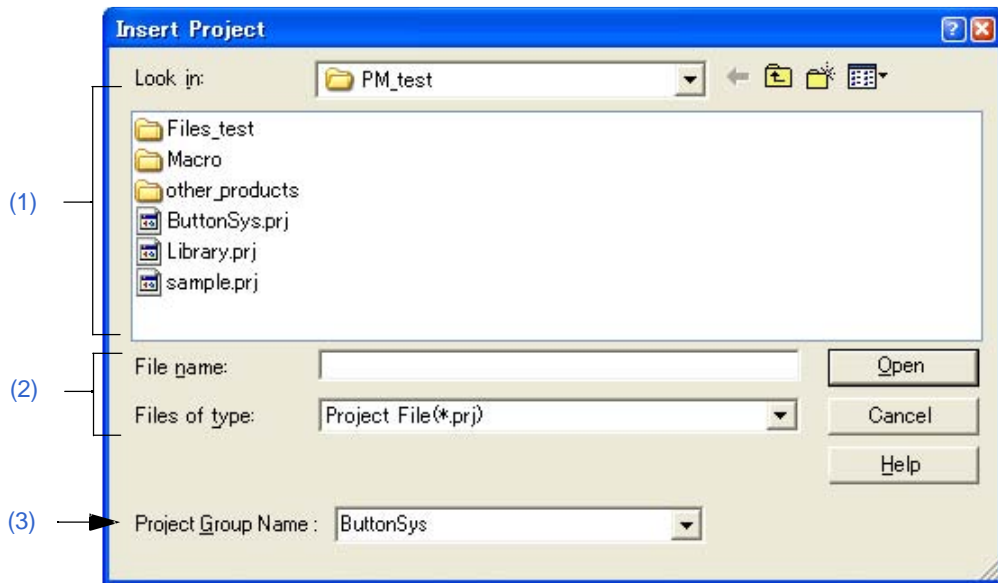 Insert Project
Look in: PM_test
(1)
Files_test
Macro
other_products
ButtonSys.prj
Library.prj
sample.prj
(2)
File name: Open
Files of type: Project File(*.prj) Cancel
Help
(3) Project Group Name : ButtonSys